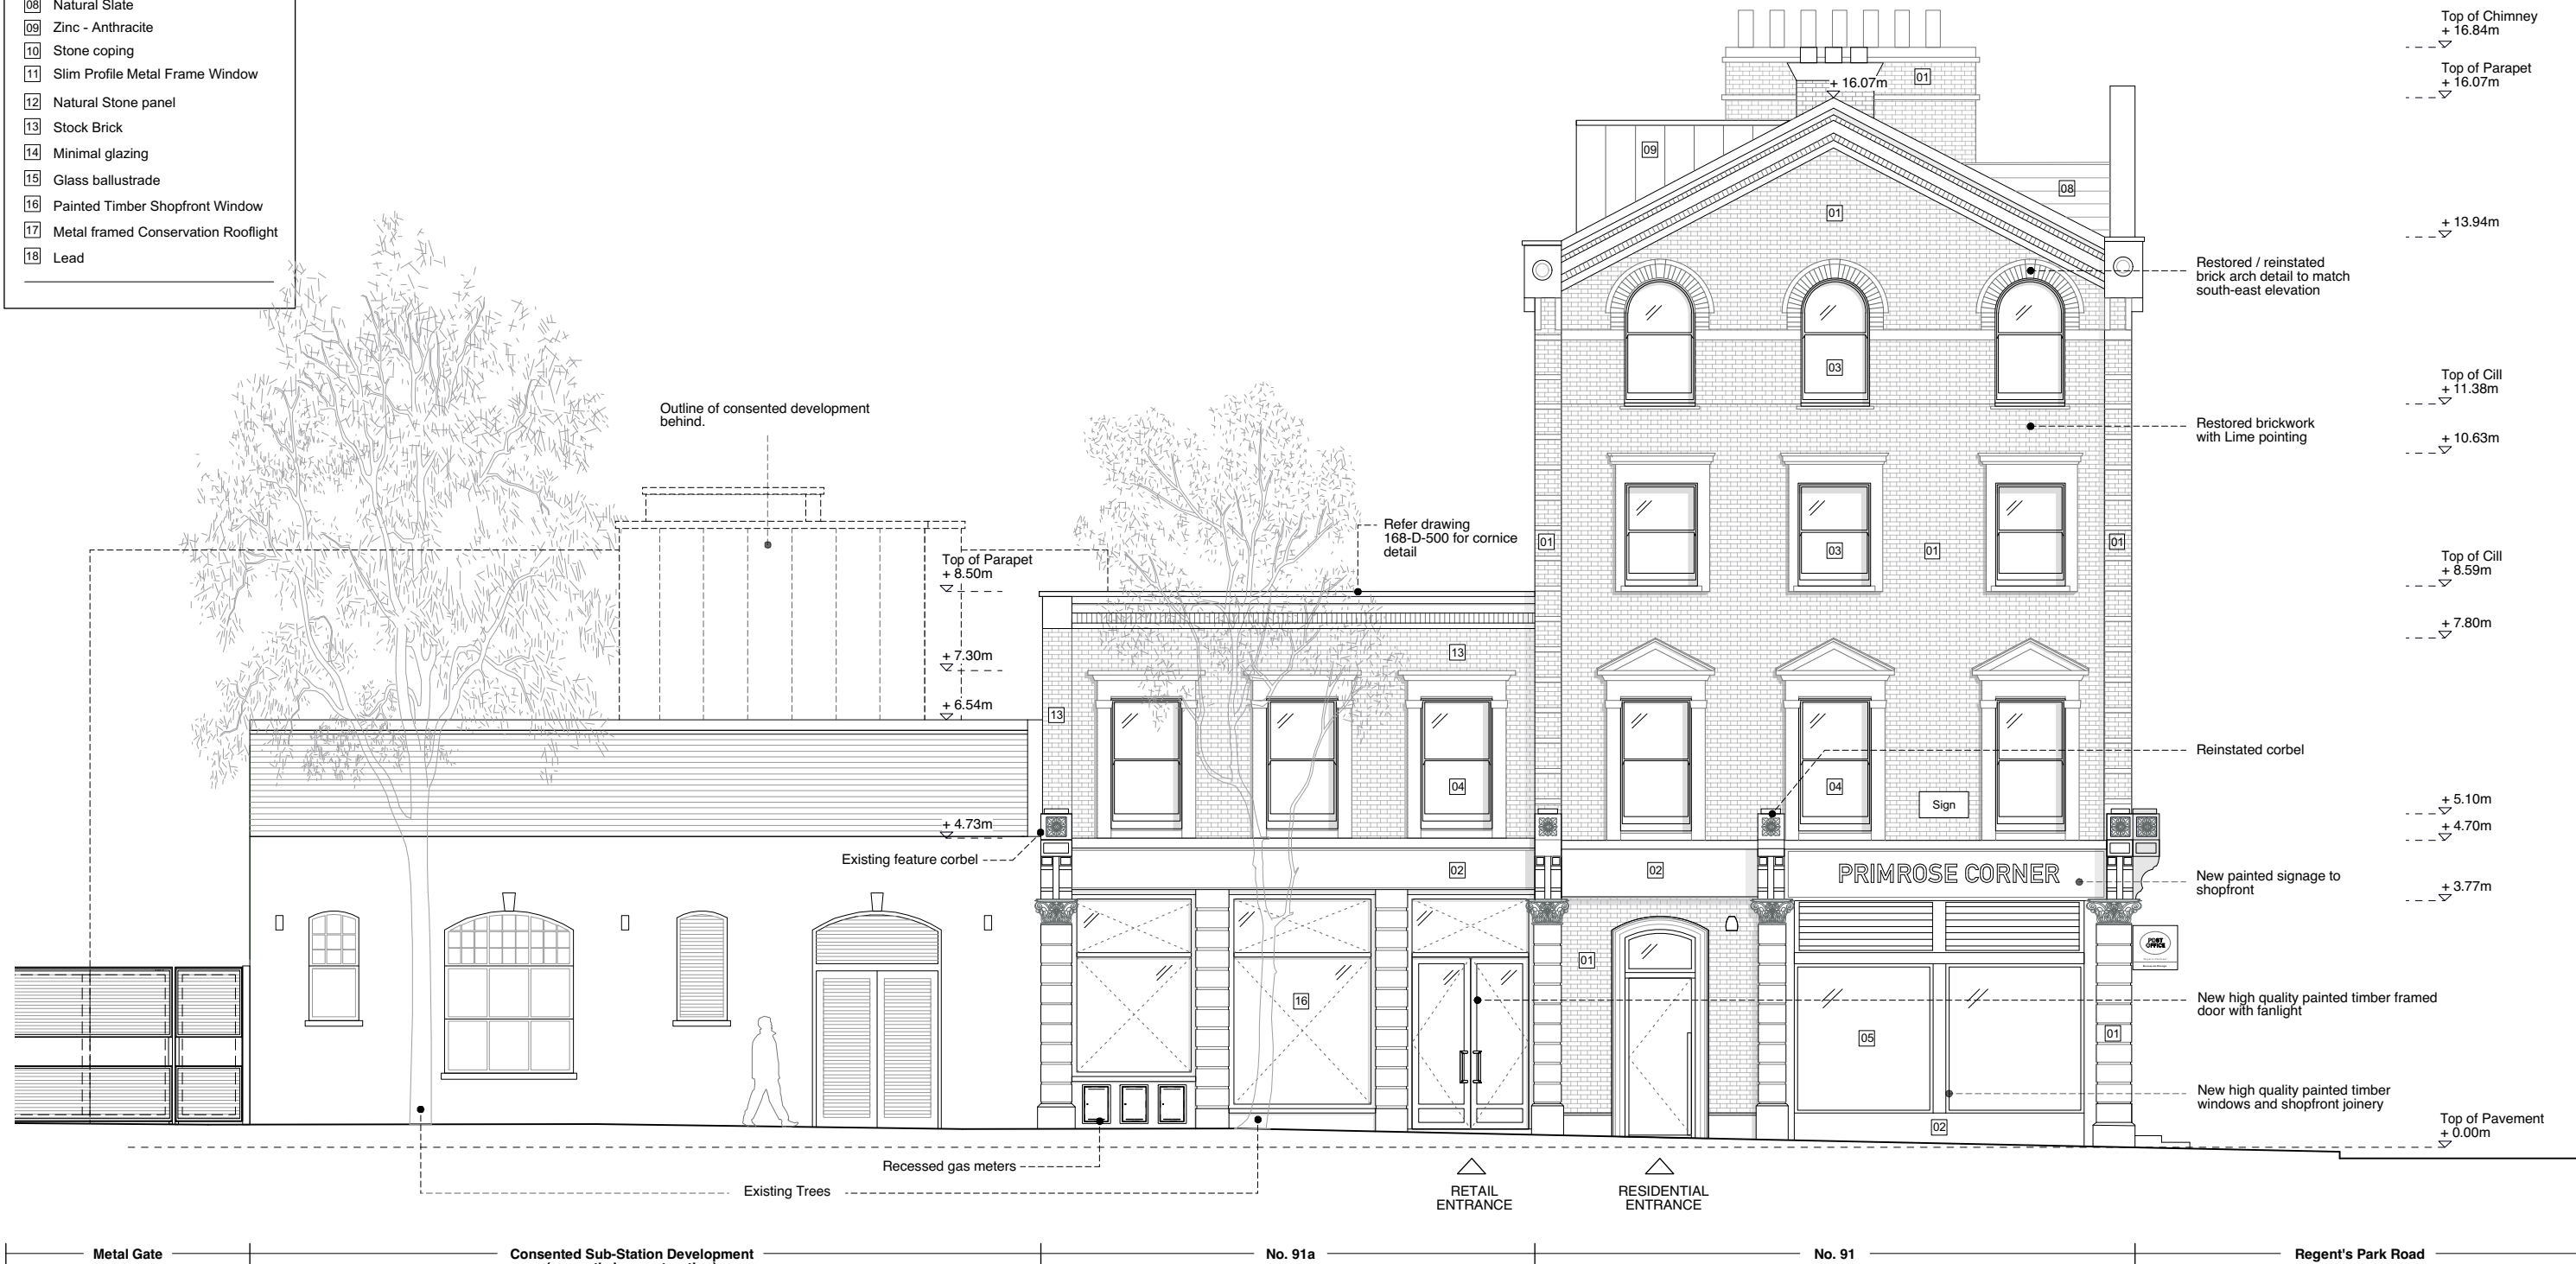 08 Natural Slate
09 Zinc - Anthracite
10 Stone coping
11 Slim Profile Metal Frame Window
12 Natural Stone panel
13 Stock Brick
14 Minimal glazing
15 Glass ballustrade
16 Painted Timber Shopfront Window
17 Metal framed Conservation Rooflight
18 Lead
Top of Chimney
+ 16.84m
Top of Parapet
+ 16.07m
+ 16.07m
01
09
08
01
+ 13.94m
Restored / reinstated
brick arch detail to match
south-east elevation
03
Top of Cill
+ 11.38m
Outline of consented development
behind.
Restored brickwork
with Lime pointing
+ 10.63m
Refer drawing
168-D-500 for cornice
detail
01
03
01
01
Top of Parapet
+ 8.50m
Top of Cill
+ 8.59m
+ 7.80m
+ 7.30m
13
+ 6.54m
13
Reinstated corbel
04
04
Sign
+ 5.10m
+ 4.73m
+ 4.70m
Existing feature corbel
02
02
PRIMROSE CORNER
New painted signage to
shopfront
+ 3.77m
POST
OFFICE
01
16
New high quality painted timber framed
door with fanlight
05
01
New high quality painted timber
windows and shopfront joinery
02
Top of Pavement
+ 0.00m
Recessed gas meters
Existing Trees
RETAIL
ENTRANCE
RESIDENTIAL
ENTRANCE
Metal Gate
Consented Sub-Station Development
No. 91a
No. 91
Regent's Park Road